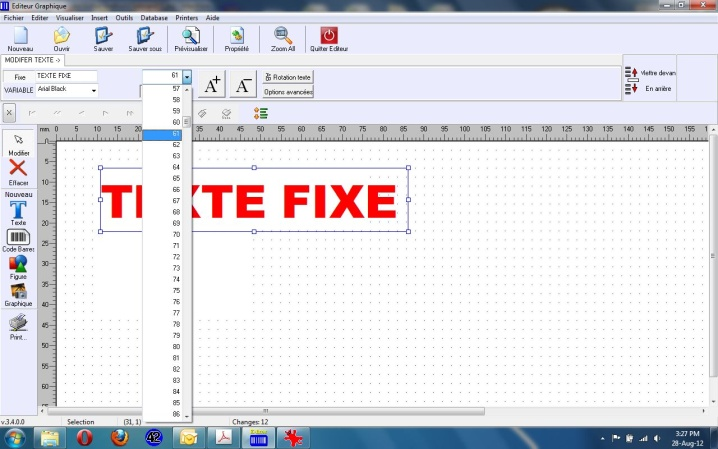 Editeur Graphique
Fichier Editer Visualiser Insert Outils Database Printers Aide
Nouveau Ouvrir Sauver Sauver sous Prévisualiser Propriété Zoom All Quitter Editeur
MODIFER TEXTE ->
Fixe TEXTE FIXE 61 A+ A- Rotation texte Mettre devan
VARIABLE Arial Black Options avancées En arrière
mm 0 5 10 15 20 35 40 45 50 55 60 65 70 75 80 85 90 95 100 105 110 115 120 125 130 135 140 145 150 155 1
57
58
59
60
61
62
63
64
65
66
67
68
69
70
71
72
73
74
75
76
77
78
79
80
81
82
83
84
85
86
Modifier
Effacer
Nouveau
Texte
Code Barres
Figure
Graphique
Print...
0
5
10
15
20
25
30
35
40
45
50
55
60
TEXTE FIXE
v.3.4.0.0 Selection (31, 1) Changes: 12
42
3:27 PM
28-Aug-12